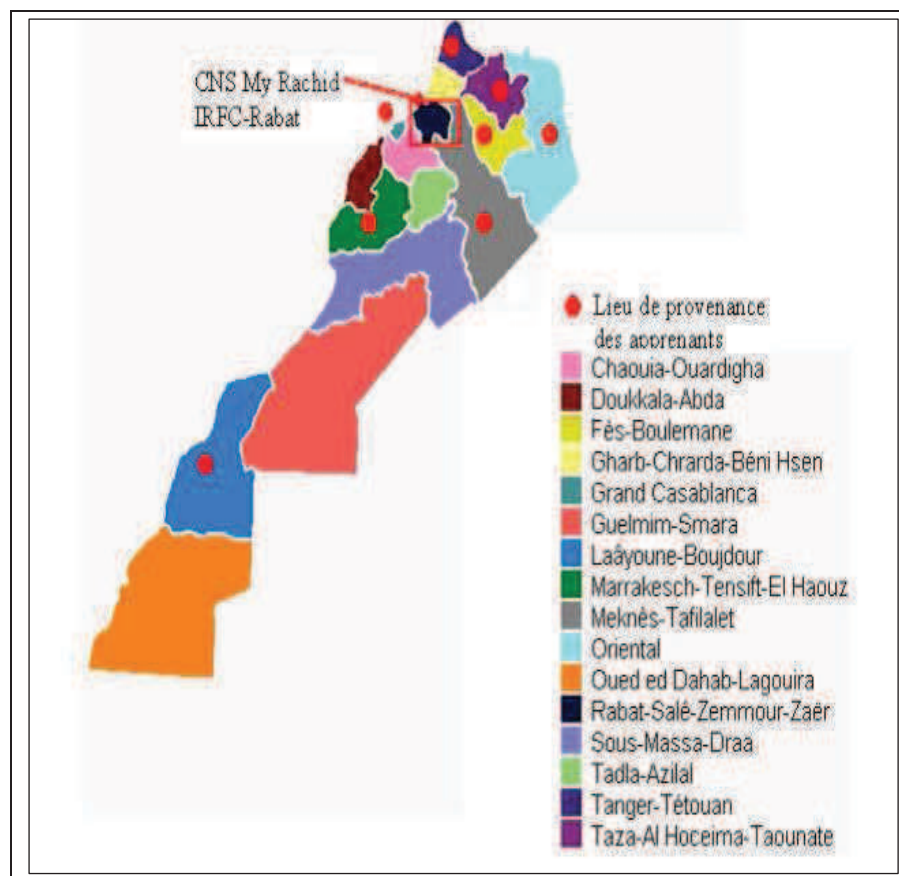 CNS My Rachid
IRFC-Rabat
Lieu de provenance
des apprenants
Chaouia-Ouardigha
Doukkala-Abda
Fès-Boulemane
Gharb-Chrarda-Béni Hsen
Grand Casablanca
Guelmim-Smara
Laâyoune-Boujdour
Marrakesch-Tensift-El Haouz
Meknès-Tafilalet
Oriental
Oued ed Dahab-Lagouira
Rabat-Salé-Zemmour-Zaër
Sous-Massa-Draa
Tadla-Azilal
Tanger-Tétouan
Taza-Al Hoceima-Taounate